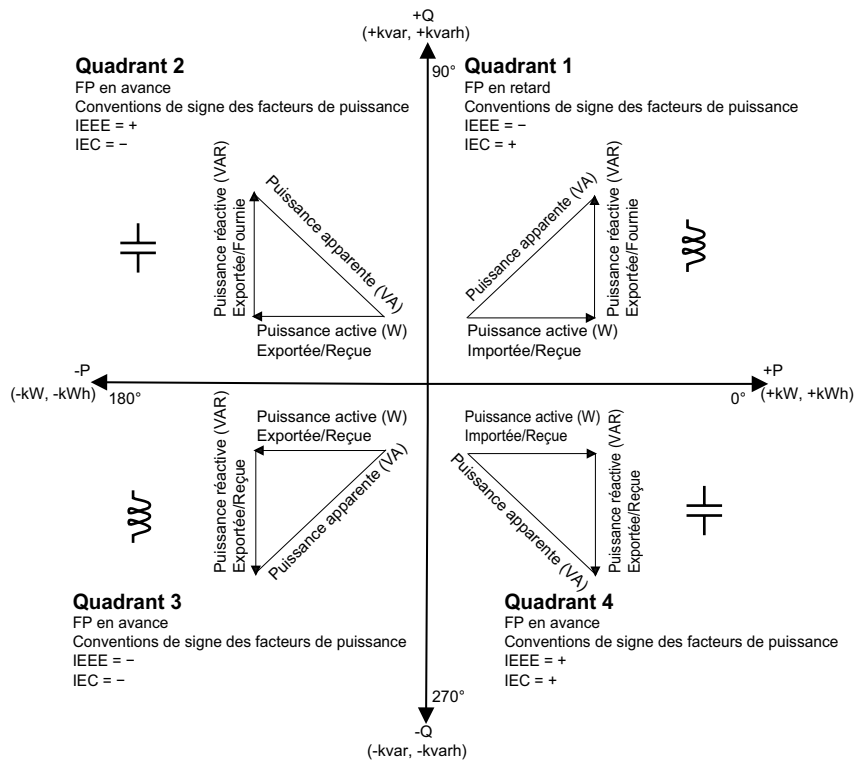 +Q
(+kvar, +kvarh)
90°
Quadrant 2
FP en avance
Conventions de signe des facteurs de puissance
IEEE = +
IEC = −
Puissance réactive (VAR)
Exportée/Fournie
Puissance apparente (VA)
Puissance active (W)
Exportée/Reçue
Quadrant 1
FP en retard
Conventions de signe des facteurs de puissance
IEEE = −
IEC = +
Puissance apparente (VA)
Puissance réactive (VAR)
Exportée/Fournie
Puissance active (W)
Importée/Reçue
-P
(-kW, -kWh)
180°
0°
+P
(+kW, +kWh)
Puissance active (W)
Exportée/Reçue
Puissance réactive (VAR)
Exportée/Reçue
Puissance apparente (VA)
Quadrant 3
FP en avance
Conventions de signe des facteurs de puissance
IEEE = −
IEC = −
Puissance active (W)
Importée/Reçue
Puissance apparente (VA)
Puissance réactive (VAR)
Exportée/Reçue
Quadrant 4
FP en avance
Conventions de signe des facteurs de puissance
IEEE = +
IEC = +
270°
-Q
(-kvar, -kvarh)